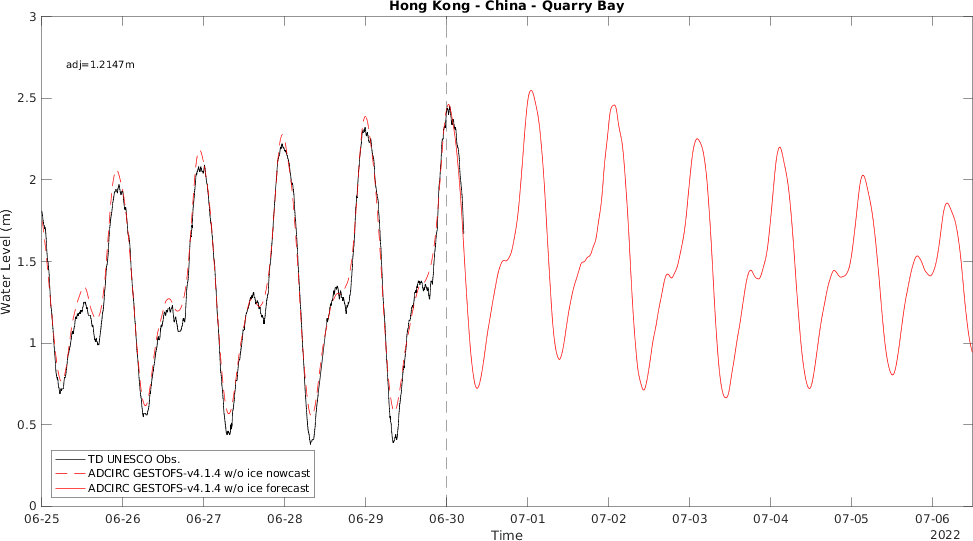 Hong Kong - China - Quarry Bay
3
adj=1.2147m
2.5
2
Water Level (m)
1.5
1
0.5
TD UNESCO Obs.
ADCIRC GESTOFS-v4.1.4 w/o ice nowcast
ADCIRC GESTOFS-v4.1.4 w/o ice forecast
0
06-25 06-26 06-27 06-28 06-29 06-30 07-01 07-02 07-03 07-04 07-05 07-06
Time 2022